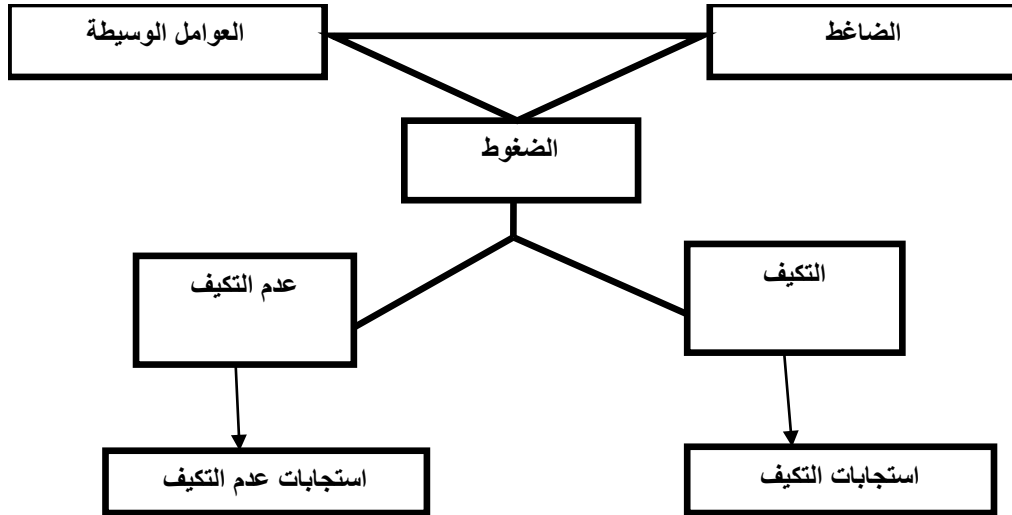 الضاغط
العوامل الوسيطة
الضغوط
التكيف
عدم التكيف
استجابات التكيف
استجابات عدم التكيف